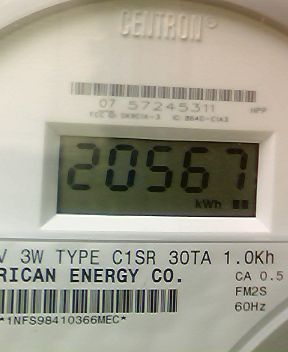 CENTRON®
07 57245311 HPP
20567
kWh
V 3W TYPE C1SR 30TA 1.0Kh
RICAN ENERGY CO.
CA 0.5
FM2S
60Hz
*1NFS98410366MEC*